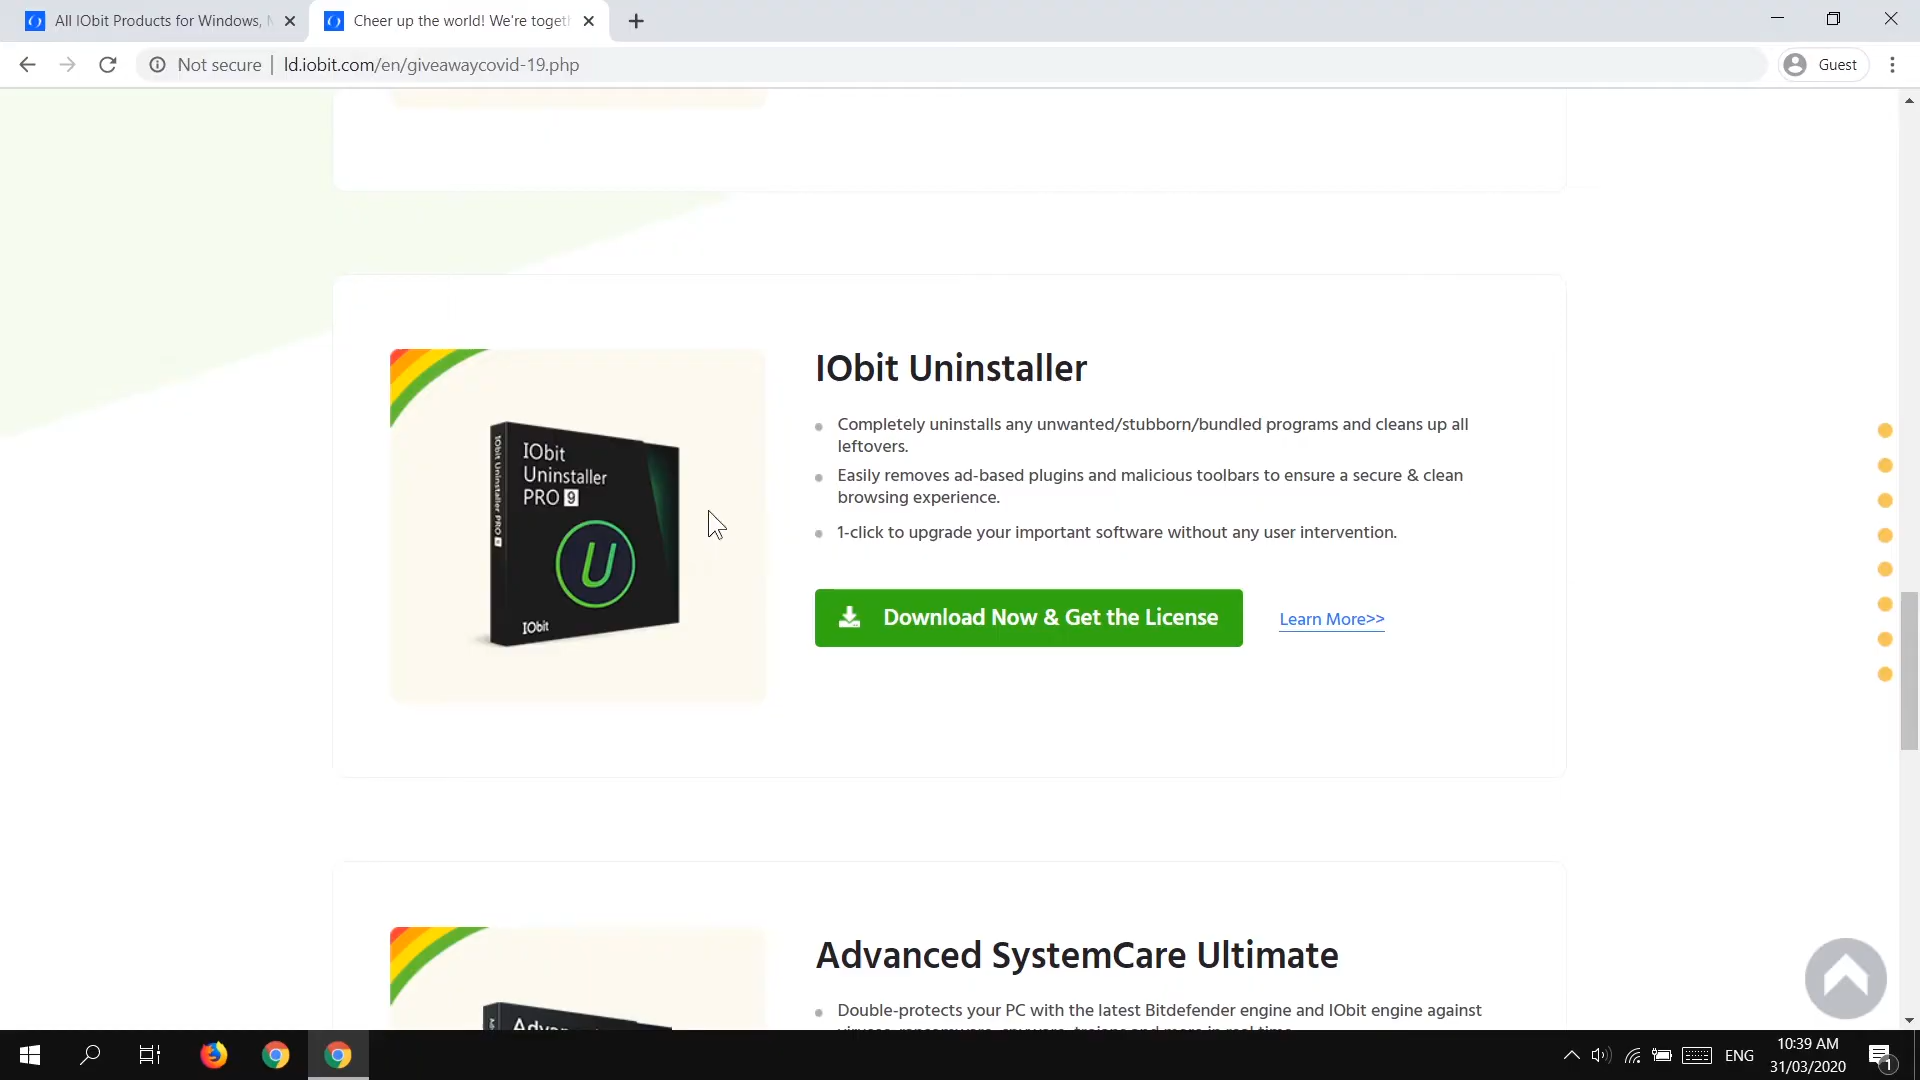 All IObit Products for Windows,
Cheer up the world! We're toget
Not secure
ld.iobit.com/en/giveawaycovid-19.php
Guest
IObit Uninstaller
Completely uninstalls any unwanted/stubborn/bundled programs and cleans up all
leftovers.
Easily removes ad-based plugins and malicious toolbars to ensure a secure & clean
browsing experience.
1-click to upgrade your important software without any user intervention.
Download Now & Get the License
Learn More>>
IObit
Uninstaller
PRO 9
IObit Uninstaller PRO 9
U
IObit
Advanced SystemCare Ultimate
Double-protects your PC with the latest Bitdefender engine and IObit engine against
ENG
10:39 AM
31/03/2020
1